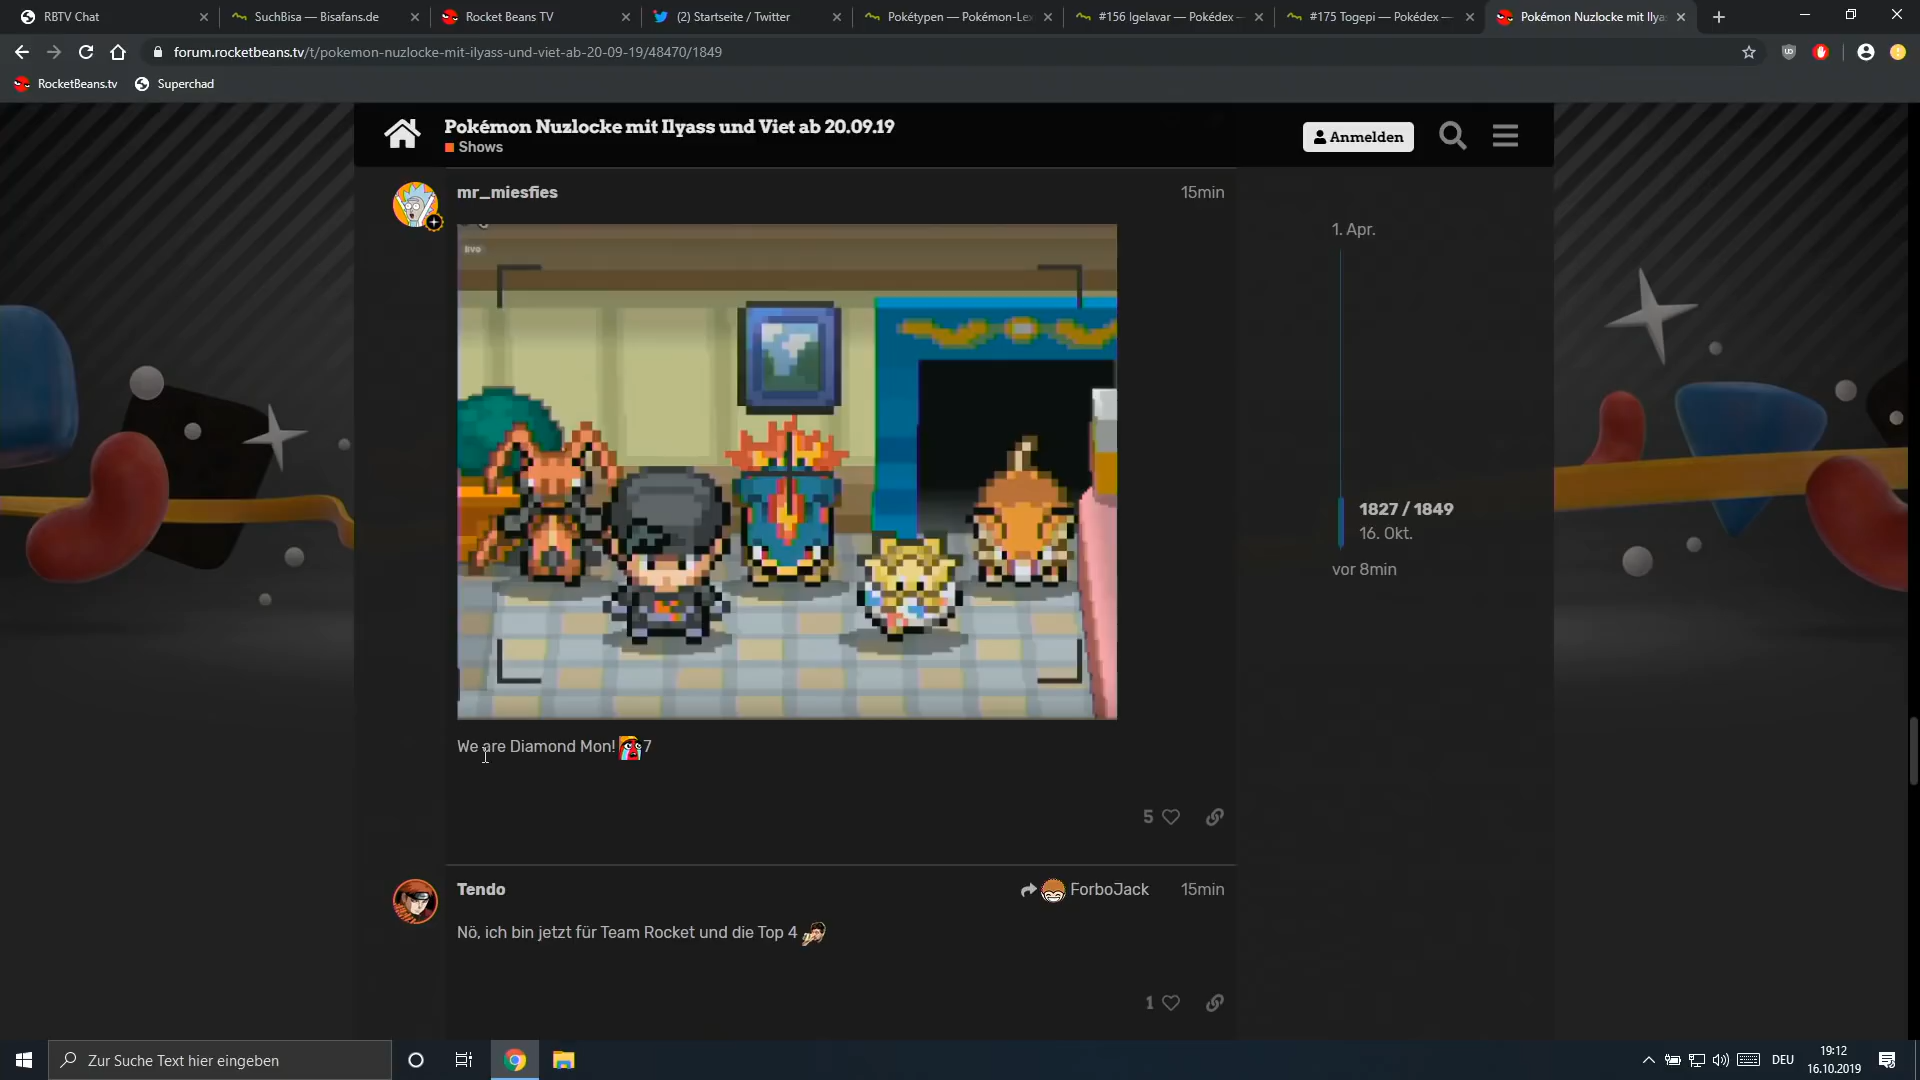 RBTV Chat
SuchBisa — Bisafans.de
Rocket Beans TV
(2) Startseite / Twitter
Pokétypen — Pokémon-Lex
#156 Igelavar — Pokédex —
#175 Togepi — Pokédex —
Pokémon Nuzlocke mit Ilya
forum.rocketbeans.tv/t/pokemon-nuzlocke-mit-ilyass-und-viet-ab-20-09-19/48470/1849
RocketBeans.tv
Superchad
Pokémon Nuzlocke mit Ilyass und Viet ab 20.09.19
Shows
Anmelden
mr_miesfies
15min
live
1. Apr.
1827 / 1849
16. Okt.
vor 8min
We are Diamond Mon! 7
5
Tendo
ForboJack
15min
Nö, ich bin jetzt für Team Rocket und die Top 4
1
Zur Suche Text hier eingeben
DEU
19:12
16.10.2019